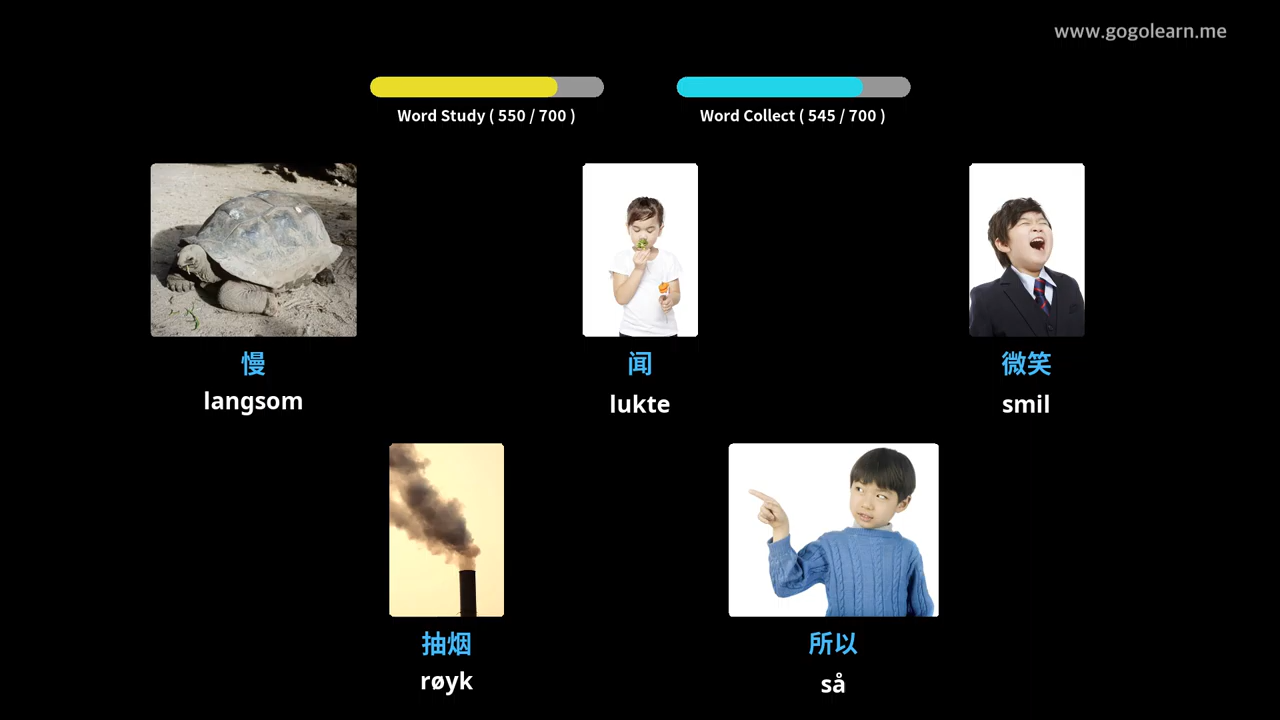 www.gogolearn.me
Word Study ( 550 / 700 )
Word Collect ( 545 / 700 )
慢
langsom
闻
lukte
微笑
smil
抽烟
røyk
所以
så